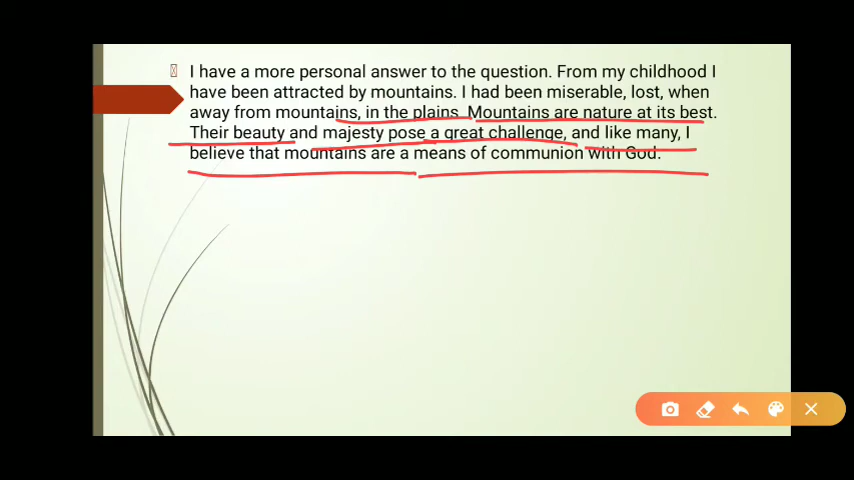 I have a more personal answer to the question. From my childhood I
have been attracted by mountains. I had been miserable, lost, when
away from mountains, in the plains. Mountains are nature at its best.
Their beauty and majesty pose a great challenge, and like many, I
believe that mountains are a means of communion with God.